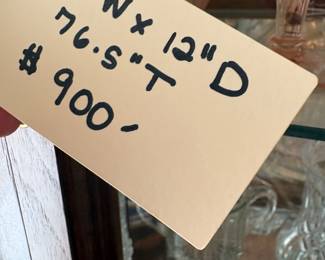 W x 12" D
76.5" T
$ 900-